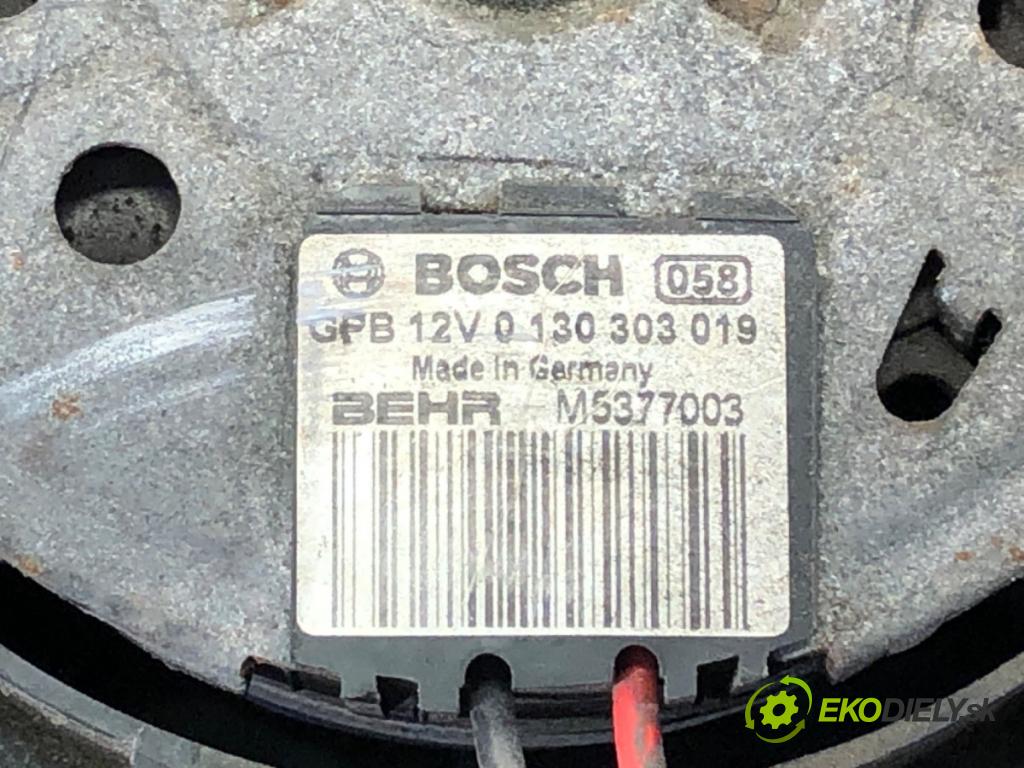 BOSCH 058
GPB 12V 0 130 303 019
Made in Germany
BEHR M5377003
EKODIELY.sk